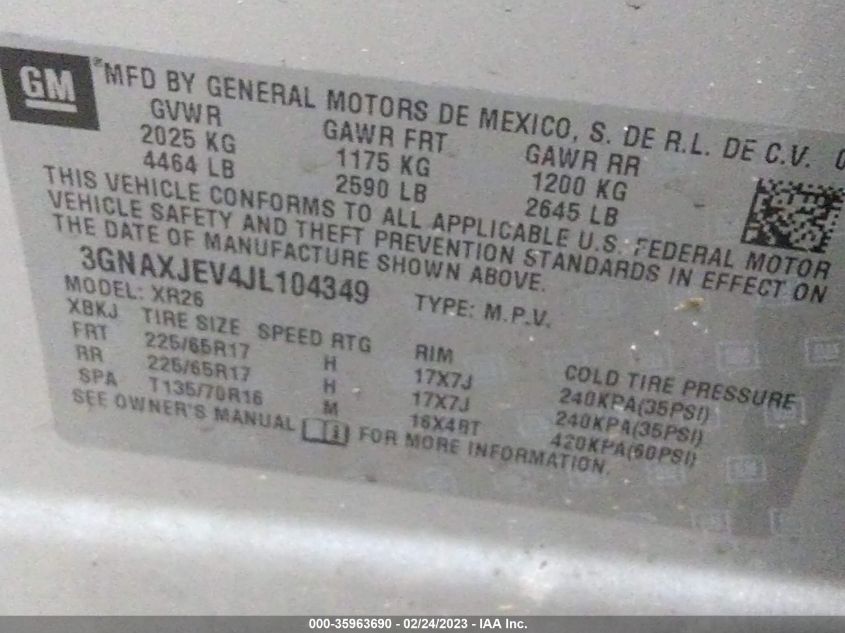 GM
MFD BY GENERAL MOTORS DE MEXICO, S. DE R.L. DE C.V. 0
GVWR GAWR FRT GAWR RR
2025 KG 1175 KG 1200 KG
4464 LB 2590 LB 2645 LB
THIS VEHICLE CONFORMS TO ALL APPLICABLE U.S. FEDERAL MOTOR
VEHICLE SAFETY AND THEFT PREVENTION STANDARDS IN EFFECT ON
THE DATE OF MANUFACTURE SHOWN ABOVE.
3GNAXJEV4JL104349 TYPE: M.P.V.
MODEL: XR26
XBKJ TIRE SIZE SPEED RTG RIM COLD TIRE PRESSURE
FRT 225/65R17 H 17X7J 240KPA(35PSI)
RR 225/65R17 H 17X7J 240KPA(35PSI)
SPA T135/70R16 M 16X4BT 420KPA(60PSI)
SEE OWNER'S MANUAL FOR MORE INFORMATION.
000-35963690 - 02/24/2023 - IAA Inc.